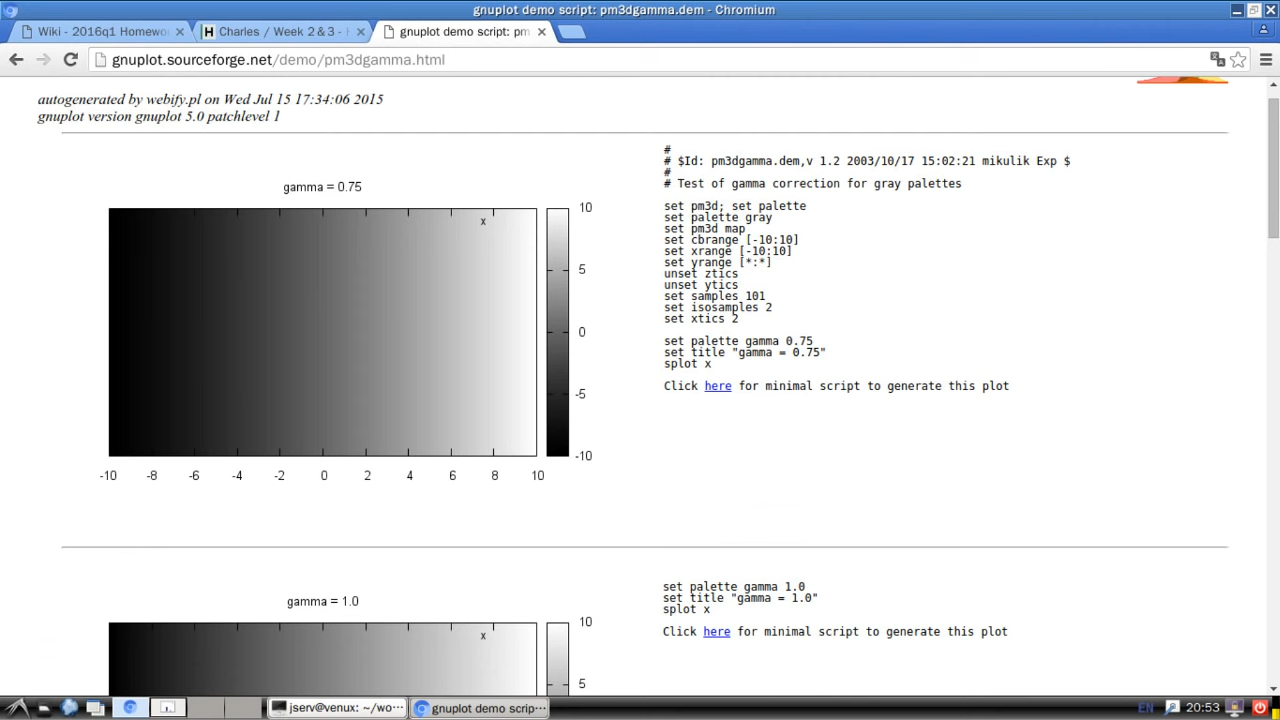 gnuplot demo script: pm3dgamma.dem - Chromium
Wiki - 2016q1 Homewo
Charles / Week 2 & 3 -
gnuplot demo script: pm
gnuplot.sourceforge.net/demo/pm3dgamma.html
autogenerated by webify.pl on Wed Jul 15 17:34:06 2015
gnuplot version gnuplot 5.0 patchlevel 1
gamma = 0.75
x
10
5
0
-5
-10
-10 -8 -6 -4 -2 0 2 4 6 8 10
#
# $Id: pm3dgamma.dem,v 1.2 2003/10/17 15:02:21 mikulik Exp $
#
# Test of gamma correction for gray palettes
set pm3d; set palette
set palette gray
set pm3d map
set cbrange [-10:10]
set xrange [-10:10]
set yrange [*:*]
unset ztics
unset ytics
set samples 101
set isosamples 2
set xtics 2
set palette gamma 0.75
set title "gamma = 0.75"
splot x
Click here for minimal script to generate this plot
gamma = 1.0
x
10
5
set palette gamma 1.0
set title "gamma = 1.0"
splot x
Click here for minimal script to generate this plot
jserv@venux: ~/wo···
gnuplot demo scrip···
EN
20:53